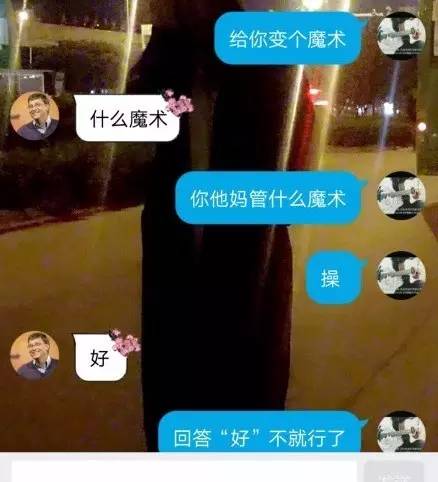 给你变个魔术
什么魔术
你他妈管什么魔术
操
好
回答“好”不就行了